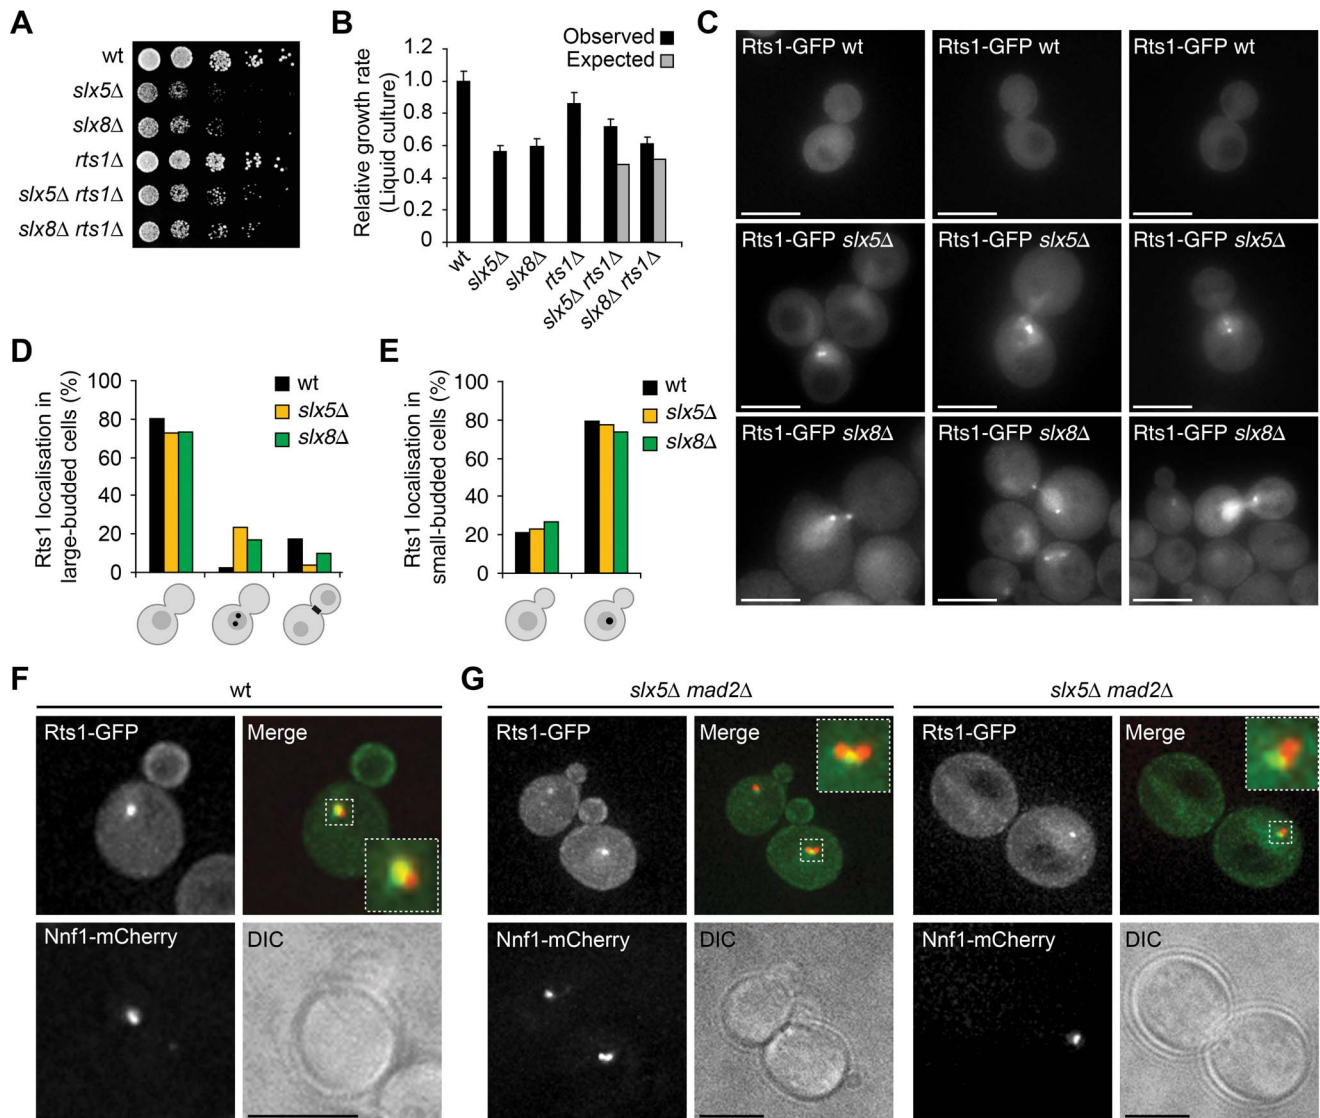 A
wt
slx5Δ
slx8Δ
rts1Δ
slx5Δ rts1Δ
slx8Δ rts1Δ
B
Relative growth rate
(Liquid culture)
1.2
1.0
0.8
0.6
0.4
0.2
0
Observed
Expected
wt
slx5Δ
slx8Δ
rts1Δ
slx5Δ rts1Δ
slx8Δ rts1Δ
C
Rts1-GFP wt
Rts1-GFP wt
Rts1-GFP wt
Rts1-GFP slx5Δ
Rts1-GFP slx5Δ
Rts1-GFP slx5Δ
Rts1-GFP slx8Δ
Rts1-GFP slx8Δ
Rts1-GFP slx8Δ
D
Rts1 localisation in
large-budded cells (%)
100
80
60
40
20
0
wt
slx5Δ
slx8Δ
E
Rts1 localisation in
small-budded cells (%)
100
80
60
40
20
0
wt
slx5Δ
slx8Δ
F
wt
Rts1-GFP
Merge
Nnf1-mCherry
DIC
G
slx5Δ mad2Δ
Rts1-GFP
Merge
Nnf1-mCherry
DIC
slx5Δ mad2Δ
Rts1-GFP
Merge
Nnf1-mCherry
DIC